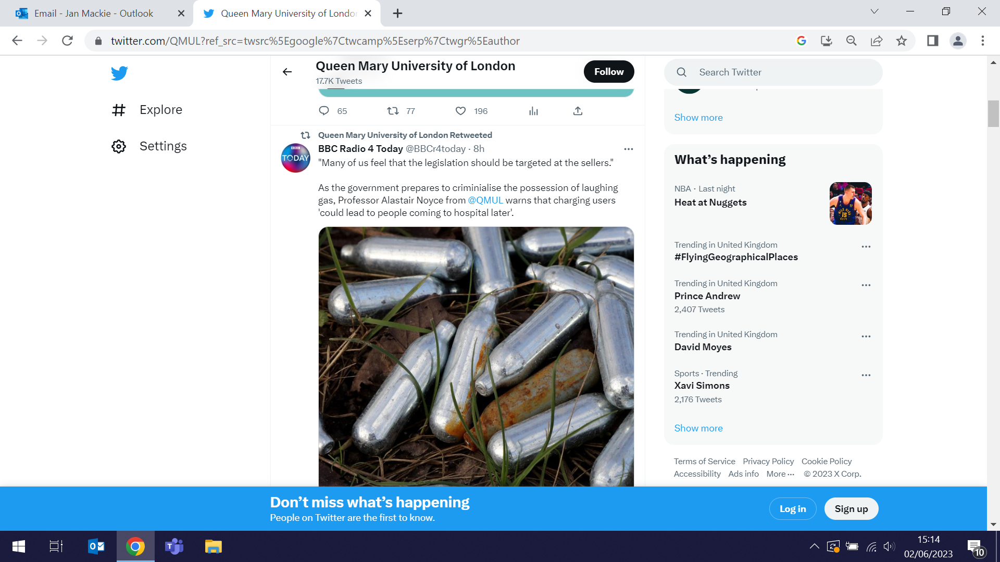 Email - Jan Mackie - Outlook
Queen Mary University of Londo
twitter.com/QMUL?ref_src=twsrc%5Egoogle%7Ctwcamp%5Eserp%7Ctwgr%5Eauthor
Explore
Settings
Queen Mary University of London
17.7K Tweets
Follow
65
77
196
Queen Mary University of London Retweeted
BBC
TODAY
BBC Radio 4 Today @BBCr4today · 8h
"Many of us feel that the legislation should be targeted at the sellers."
As the government prepares to criminialise the possession of laughing
gas, Professor Alastair Noyce from @QMUL warns that charging users
'could lead to people coming to hospital later'.
Search Twitter
Show more
What's happening
NBA · Last night
Heat at Nuggets
15
Trending in United Kingdom
#FlyingGeographicalPlaces
Trending in United Kingdom
Prince Andrew
2,407 Tweets
Trending in United Kingdom
David Moyes
Sports · Trending
Xavi Simons
2,176 Tweets
Show more
Terms of Service Privacy Policy Cookie Policy
Accessibility Ads info More ··· © 2023 X Corp.
Don't miss what's happening
People on Twitter are the first to know.
Log in
Sign up
15:14
02/06/2023
10